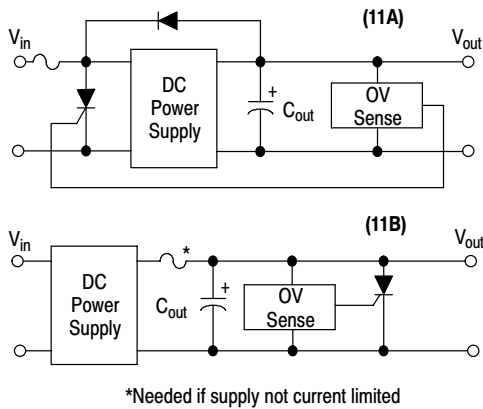 (11A)
V_in
V_out
DC
Power
Supply
+
C_out
OV
Sense
(11B)
V_in
V_out
*
DC
Power
Supply
+
C_out
OV
Sense
*Needed if supply not current limited